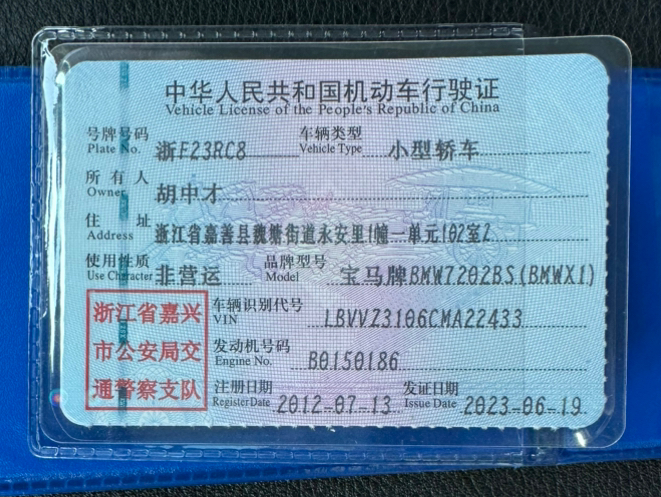 中华人民共和国机动车行驶证
Vehicle License of the People's Republic of China
号牌号码 浙F23RC8 车辆类型 小型轿车
Plate No. Vehicle Type
所有人 胡中才
Owner
住址 浙江省嘉善县魏塘街道永安里1幢一单元102室2
Address
使用性质 非营运 品牌型号 宝马牌BMW7202BS(BMWX1)
Use Character Model
浙江省嘉兴
市公安局交
通警察支队
车辆识别代号 LBVVZ3106CMA22433
VIN
发动机号码 B0150186
Engine No.
注册日期 2012-07-13 发证日期 2023-06-19
Register Date Issue Date